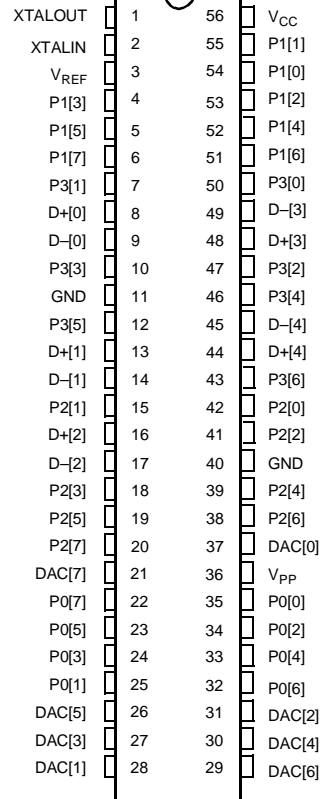 XTALOUT 1 56 VCC
XTALIN 2 55 P1[1]
VREF 3 54 P1[0]
P1[3] 4 53 P1[2]
P1[5] 5 52 P1[4]
P1[7] 6 51 P1[6]
P3[1] 7 50 P3[0]
D+[0] 8 49 D–[3]
D–[0] 9 48 D+[3]
P3[3] 10 47 P3[2]
GND 11 46 P3[4]
P3[5] 12 45 D–[4]
D+[1] 13 44 D+[4]
D–[1] 14 43 P3[6]
P2[1] 15 42 P2[0]
D+[2] 16 41 P2[2]
D–[2] 17 40 GND
P2[3] 18 39 P2[4]
P2[5] 19 38 P2[6]
P2[7] 20 37 DAC[0]
DAC[7] 21 36 VPP
P0[7] 22 35 P0[0]
P0[5] 23 34 P0[2]
P0[3] 24 33 P0[4]
P0[1] 25 32 P0[6]
DAC[5] 26 31 DAC[2]
DAC[3] 27 30 DAC[4]
DAC[1] 28 29 DAC[6]